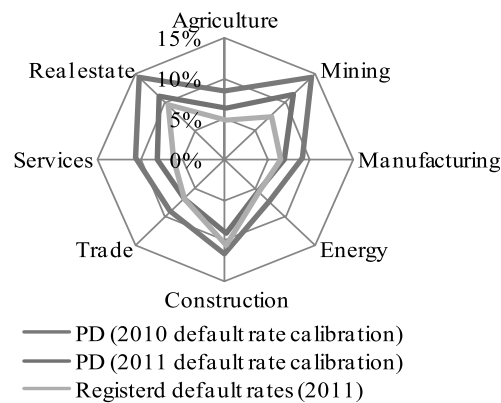 Agriculture
15%
Realestate
10%
Mining
5%
Services
0%
Manufacturing
Trade
Energy
Construction
PD (2010 default rate calibration)
PD (2011 default rate calibration)
Registerd default rates (2011)